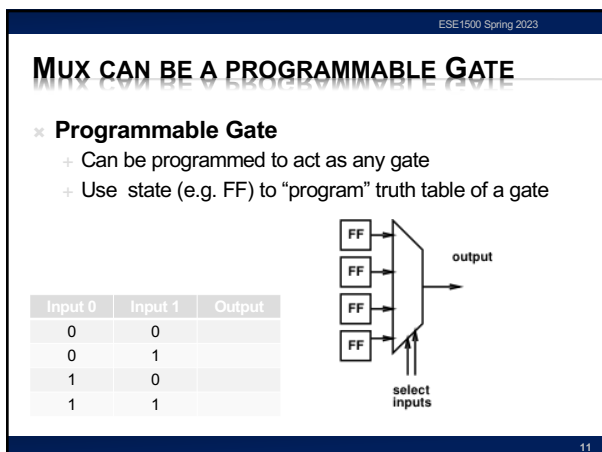 ESE1500 Spring 2023
MUX CAN BE A PROGRAMMABLE GATE
Programmable Gate
+ Can be programmed to act as any gate
+ Use state (e.g. FF) to “program” truth table of a gate
FF
FF
FF
FF
output
select
inputs
Input 0 Input 1 Output
0 0
0 1
1 0
1 1
11